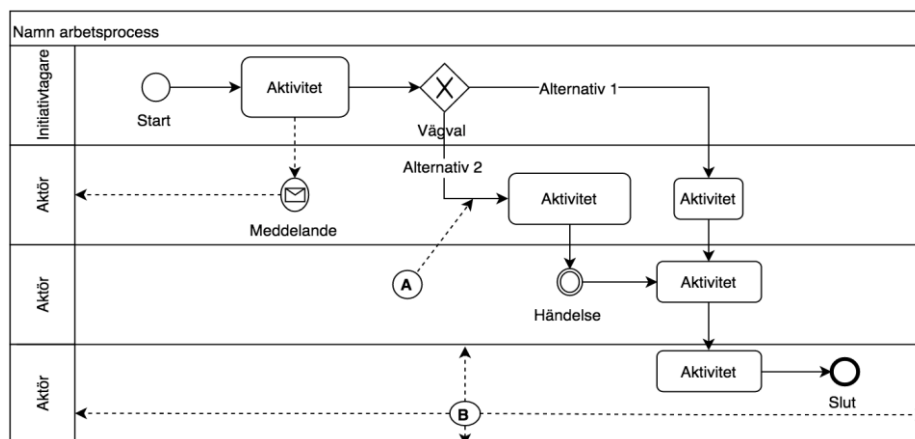 Namn arbetsprocess
Initiativtagare
Aktivitet
Alternativ 1
Start
Vägval
Aktör
Alternativ 2
Aktivitet
Aktivitet
Meddelande
Aktör
A
Aktivitet
Händelse
Aktör
Aktivitet
B
Slut